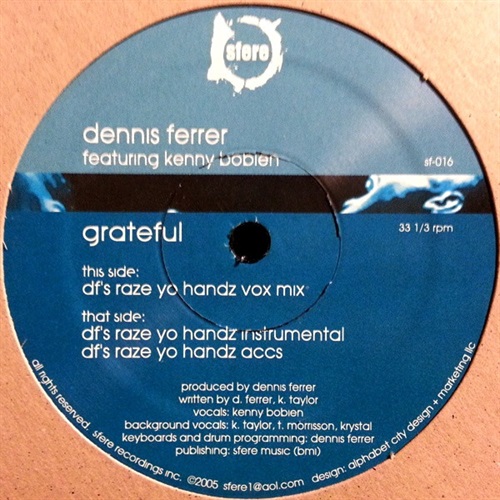 sfere
dennis ferrer
featuring kenny bobien
sf-016
grateful
33 1/3 rpm
this side:
df's raze yo handz vox mix
that side:
df's raze yo handz instrumental
df's raze yo handz accs
produced by dennis ferrer
written by d. ferrer, k. taylor
vocals: kenny bobien
background vocals: k. taylor, t. morrisson, krystal
keyboards and drum programming: dennis ferrer
publishing: sfere music (bmi)
all rights reserved. sfere recordings inc. ©2005 sfere1@aol.com design: alphabet city design + marketing llc